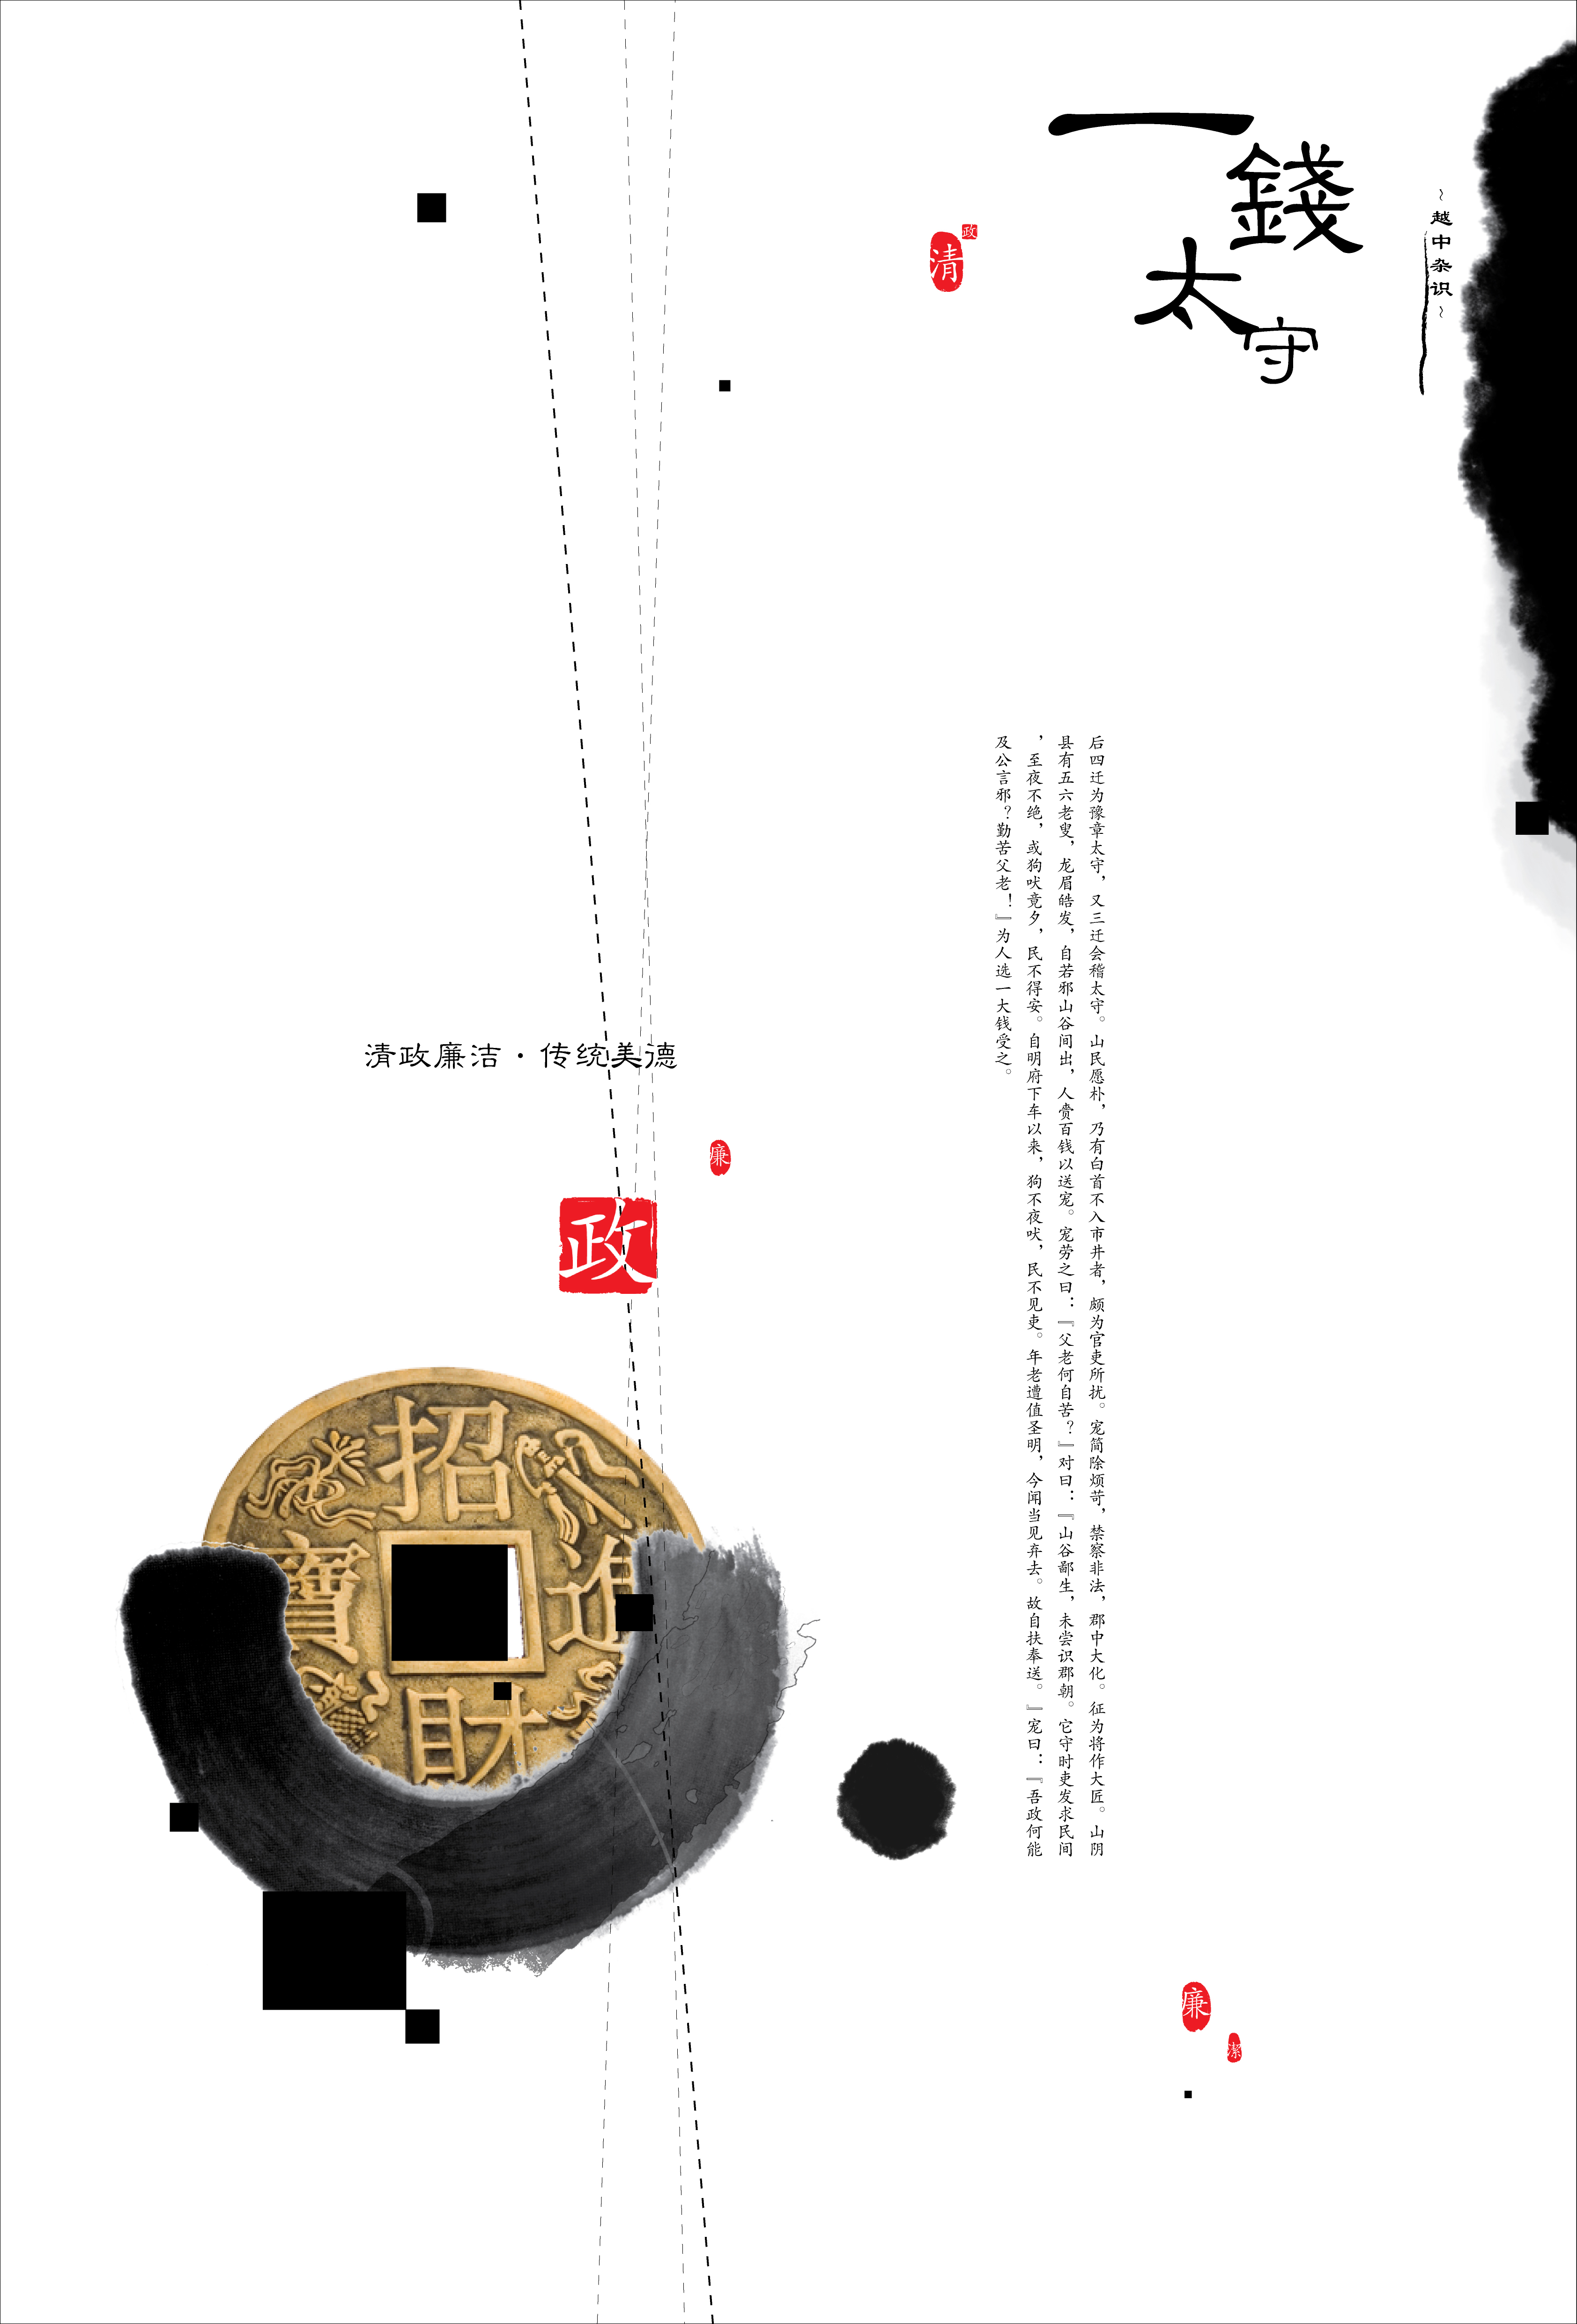 ～越中杂识～
一錢太守
政
清
后四迁为豫章太守，又三迁会稽太守。山民愿朴，乃有白首不入市井者，颇为官吏所扰。宠简除烦苛，禁察非法，郡中大化。征为将作大匠。山阴
县有五六老叟，龙眉皓发，自若邪山谷间出，人赍百钱以送宠。宠劳之曰：『父老何自苦？』对曰：『山谷鄙生，未尝识郡朝。它守时吏发求民间
，至夜不绝，或狗吠竟夕，民不得安。自明府下车以来，狗不夜吠，民不见吏。年老遭值圣明，今闻当见弃去。故自扶奉送。』宠曰：『吾政何能
及公言邪？勤苦父老！』为人选一大钱受之。
清政廉洁·传统美德
廉
政
招
進
財
寶
廉
潔